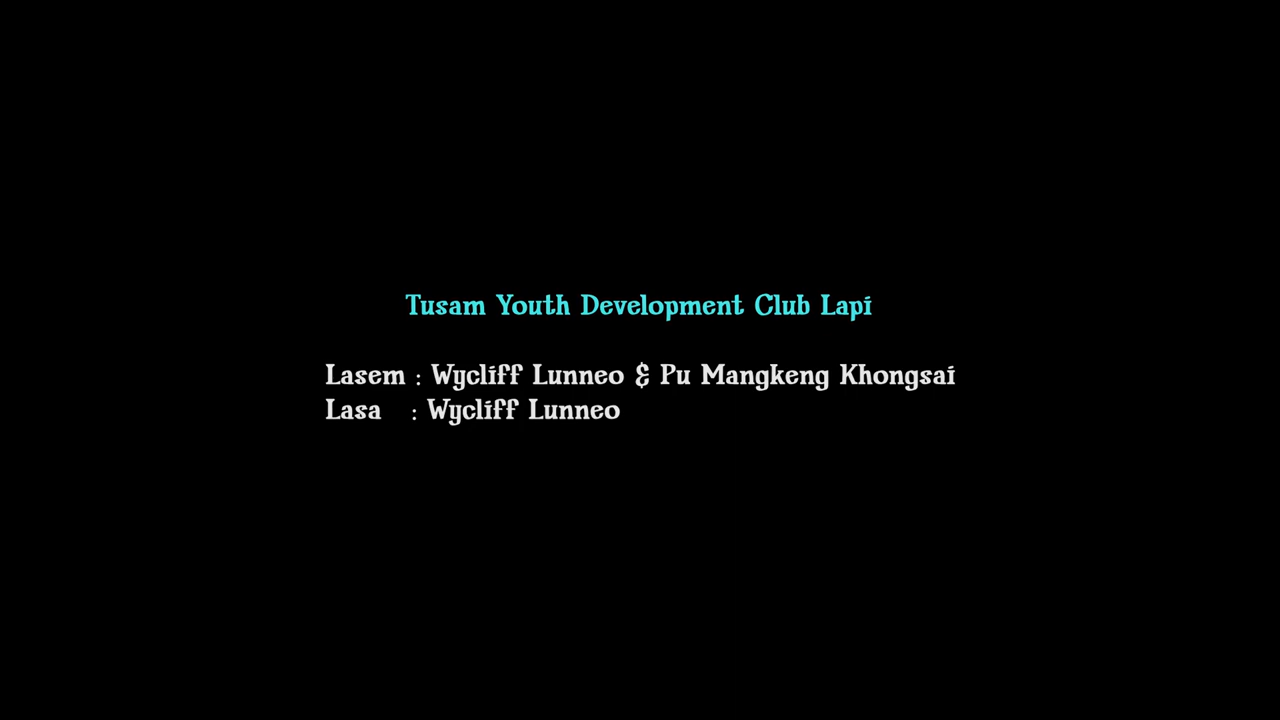 Tusam Youth Development Club Lapi
Lasem : Wycliff Lunneo & Pu Mangkeng Khongsai
Lasa : Wycliff Lunneo